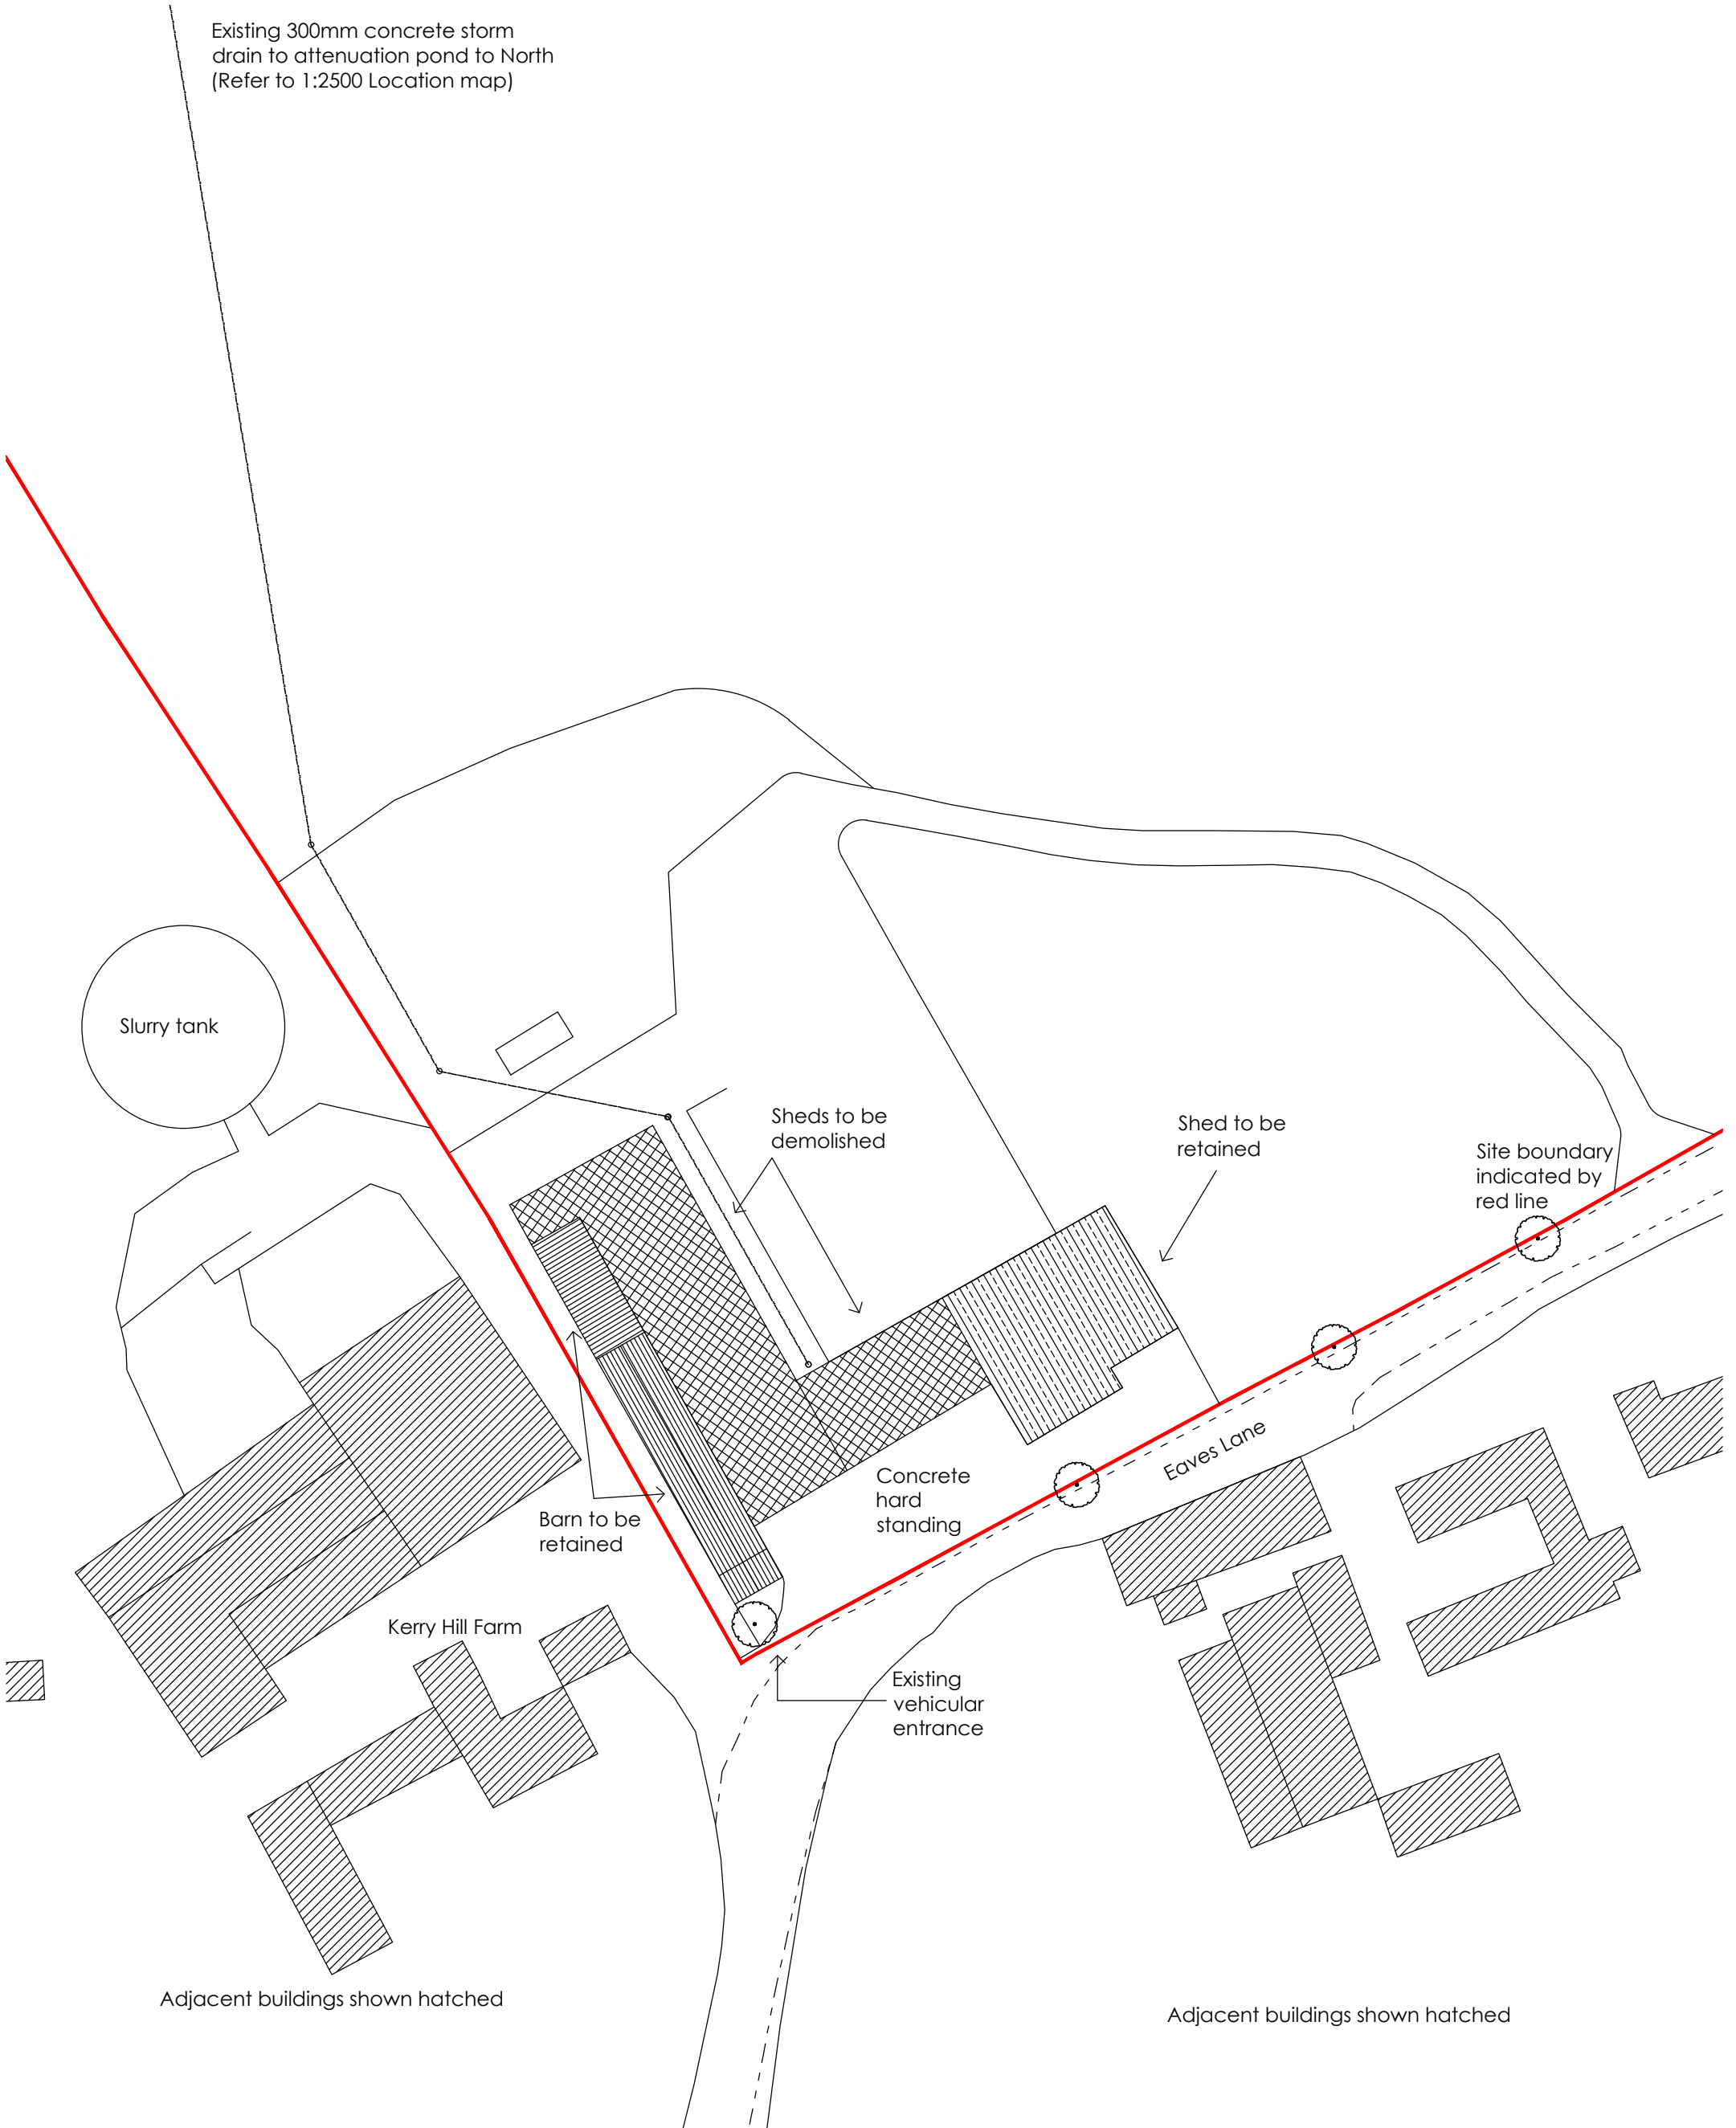 Existing 300mm concrete storm
drain to attenuation pond to North
(Refer to 1:2500 Location map)
Slurry tank
Sheds to be
demolished
Shed to be
retained
Site boundary
indicated by
red line
Eaves Lane
Concrete
hard
standing
Barn to be
retained
Kerry Hill Farm
Existing
vehicular
entrance
Adjacent buildings shown hatched
Adjacent buildings shown hatched